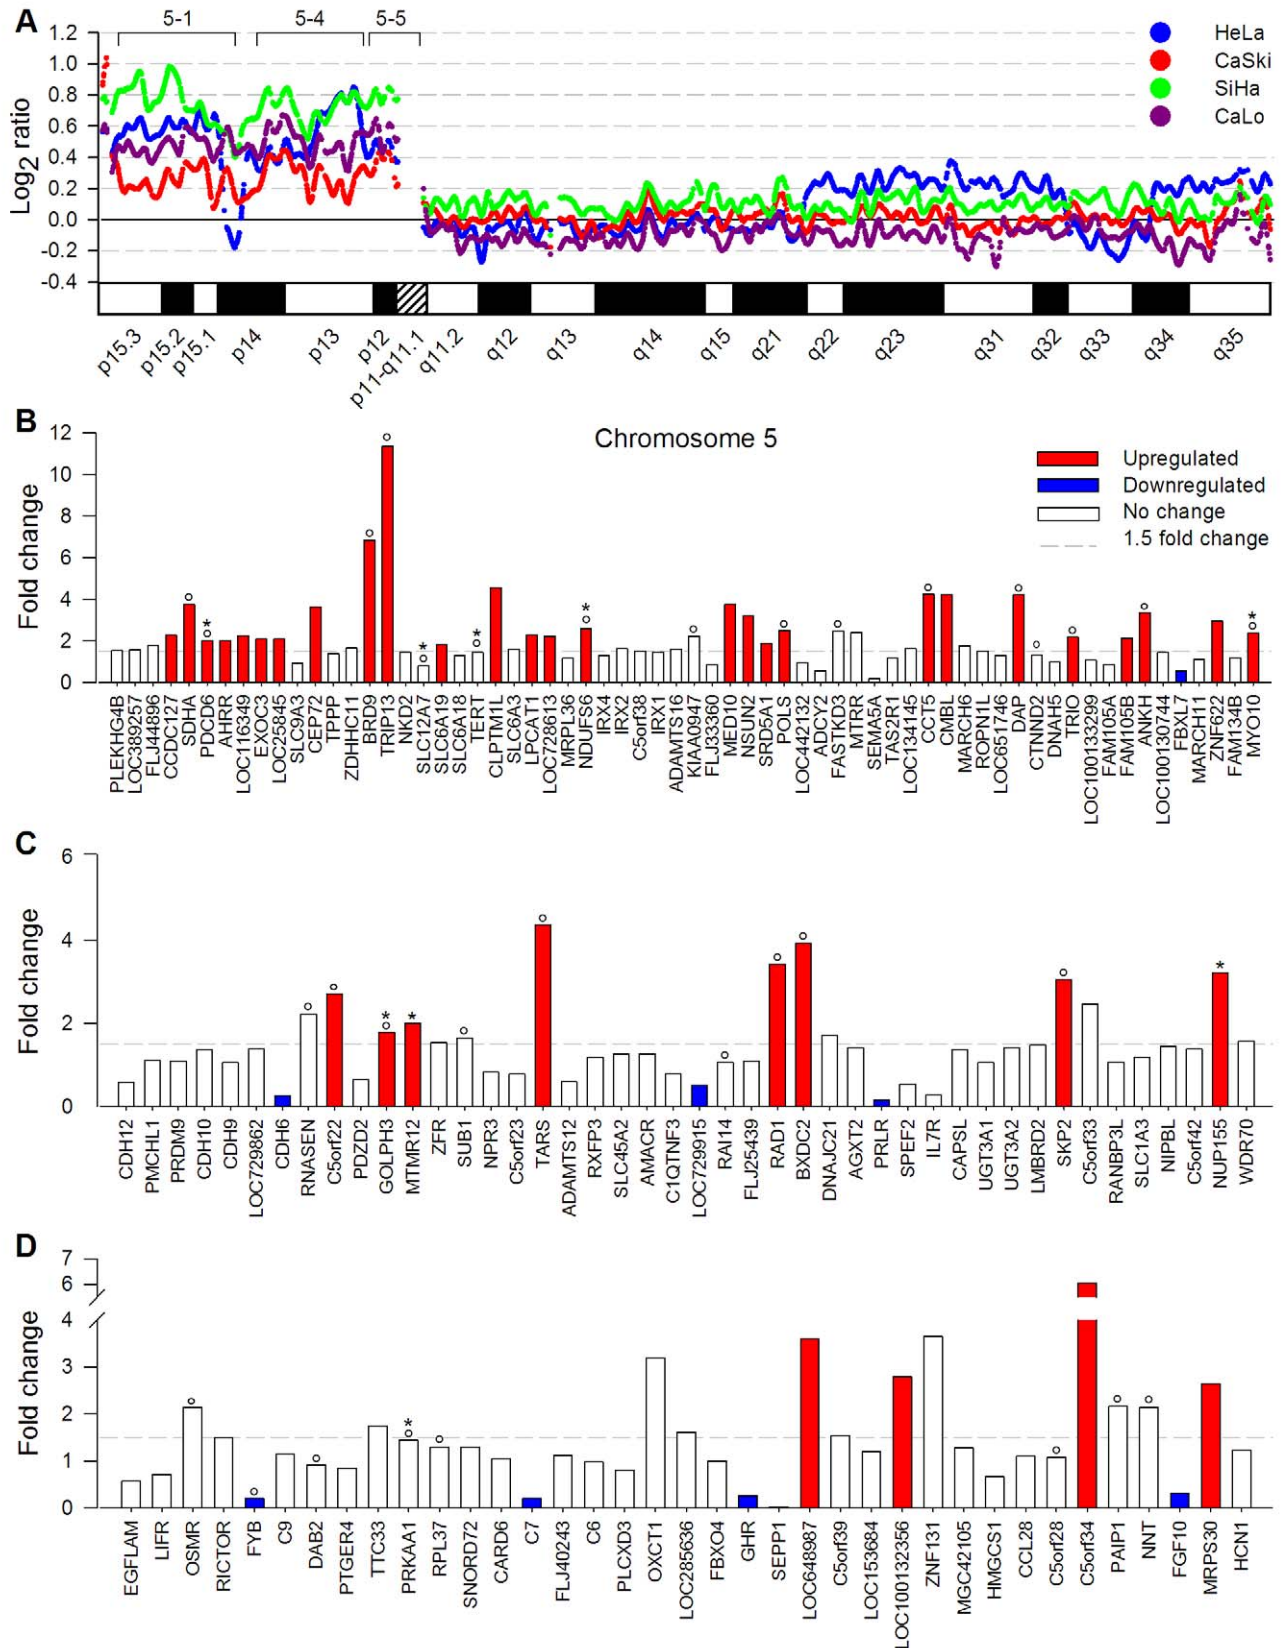 A
5-1
5-4
5-5
1.2
1.0
0.8
0.6
0.4
0.2
0.0
-0.2
-0.4
Log2 ratio
HeLa
CaSki
SiHa
CaLo
p15.3
p15.2
p15.1
p14
p13
p12
p11-q11.1
q11.2
q12
q13
q14
q15
q21
q22
q23
q31
q32
q33
q34
q35
B
Chromosome 5
12
10
8
6
4
2
0
Fold change
Upregulated
Downregulated
No change
1.5 fold change
PLEKHG4B
LOC389257
FLJ44896
CCDC127
SDHA
PDCD6
AHRR
LOC116349
EXOC3
LOC25845
SLC9A3
CEP72
TPPP
ZDHHC11
BRD9
TRIP13
NKD2
SLC12A7
SLC6A19
SLC6A18
TERT
CLPTM1L
SLC6A3
LPCAT1
LOC728613
MRPL36
NDUFS6
IRX4
IRX2
C5orf38
IRX1
ADAMTS16
KIAA0947
FLJ33360
MED10
NSUN2
SRD5A1
POLS
LOC442132
ADCY2
FASTKD3
MTRR
SEMA5A
TAS2R1
LOC134145
CCT5
CMBL
MARCH6
ROPN1L
LOC651746
DAP
CTNND2
DNAH5
TRIO
LOC100133299
FAM105A
FAM105B
ANKH
LOC100130744
FBXL7
MARCH11
ZNF622
FAM134B
MYO10
C
6
4
2
0
Fold change
CDH12
PMCHL1
PRDM9
CDH10
CDH9
LOC729862
CDH6
RNASEN
C5orf22
PDZD2
GOLPH3
MTMR12
ZFR
SUB1
NPR3
C5orf23
TARS
ADAMTS12
RXFP3
SLC45A2
AMACR
C1QTNF3
LOC729915
RAI14
FLJ25439
RAD1
BXDC2
DNAJC21
AGXT2
PRLR
SPEF2
IL7R
CAPSL
UGT3A1
UGT3A2
LMBRD2
SKP2
C5orf33
RANBP3L
SLC1A3
NIPBL
C5orf42
NUP155
WDR70
D
7
6
4
3
2
1
0
Fold change
EGFLAM
LIFR
OSMR
RICTOR
FYB
C9
DAB2
PTGER4
TTC33
PRKAA1
RPL37
SNORD72
CARD6
C7
FLJ40243
C6
PLCXD3
OXCT1
LOC285636
FBXO4
GHR
SEPP1
LOC648987
C5orf39
LOC153684
LOC100132356
ZNF131
MGC42105
HMGCS1
CCL28
C5orf28
C5orf34
PAIP1
NNT
FGF10
MRPS30
HCN1